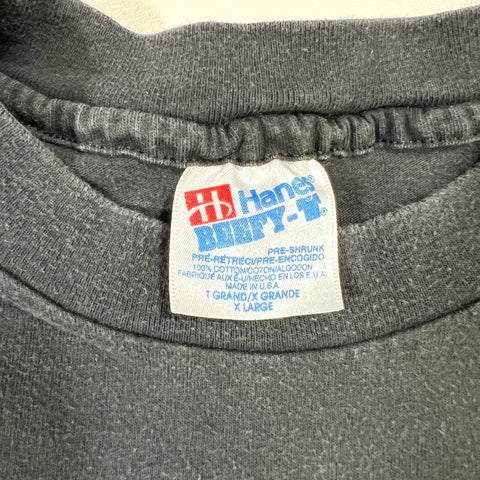 Hanes
BEEFY-T®
PRE-SHRUNK
PRÉ-RÉTRÉCI/PRE-ENCOGIDO
100% COTTON/COTON/ALGODON
FABRIQUÉ AUX É-U/HECHO EN LOS E.U.A.
MADE IN U.S.A.
T GRAND/X GRANDE
X LARGE